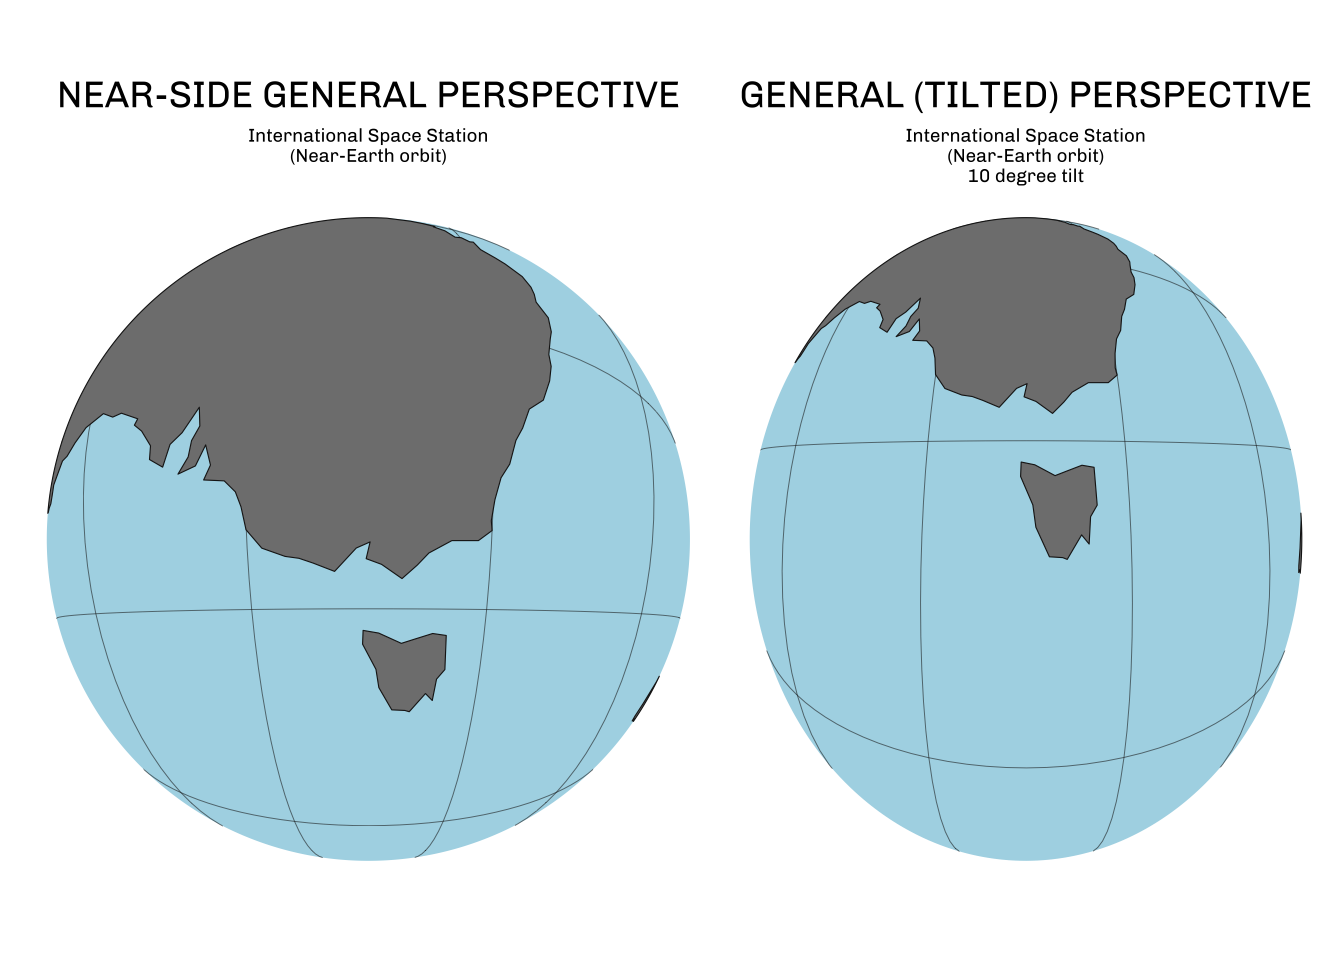 NEAR-SIDE GENERAL PERSPECTIVE
International Space Station
(Near-Earth orbit)
GENERAL (TILTED) PERSPECTIVE
International Space Station
(Near-Earth orbit)
10 degree tilt